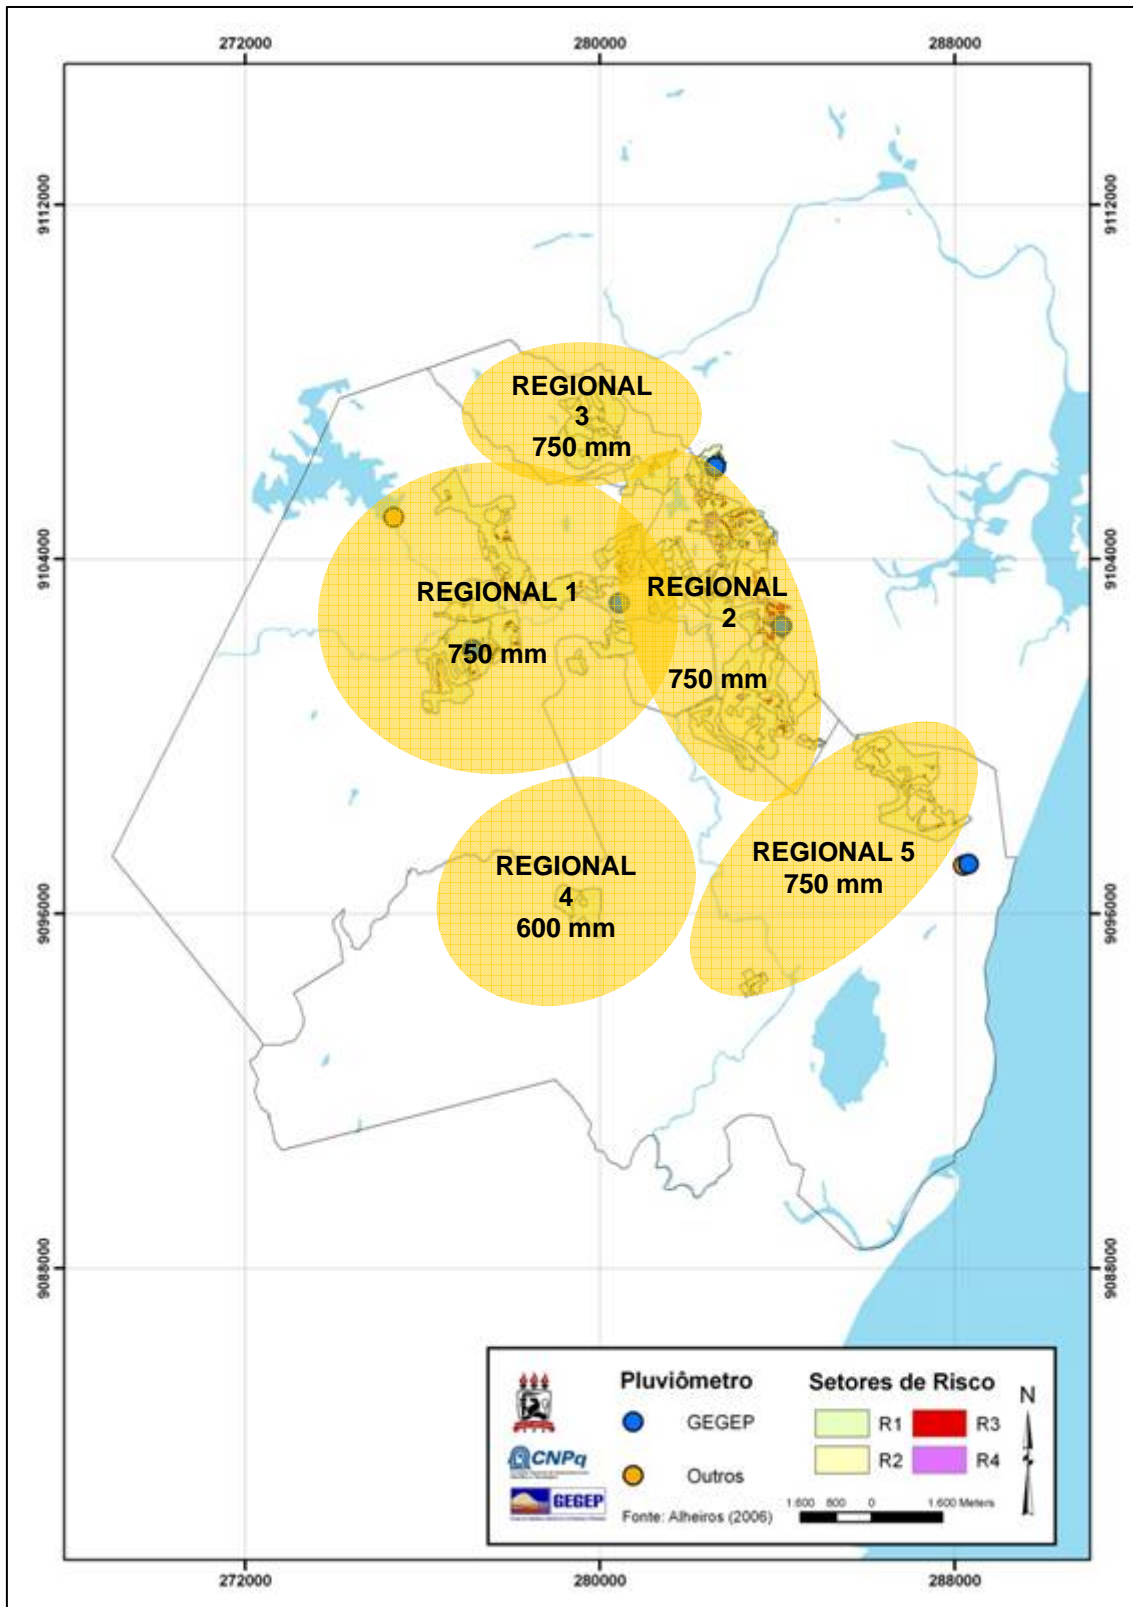 272000
280000
288000
9112000
9112000
REGIONAL
3
750 mm
9104000
9104000
REGIONAL 1
750 mm
REGIONAL
2
750 mm
REGIONAL 5
750 mm
REGIONAL
4
600 mm
9096000
9096000
9088000
9088000
Pluviômetro
GEGEP
Outros
Setores de Risco
R1
R3
R2
R4
N
CNPq
GEGEP
Fonte: Alheiros (2006)
1.600 800 0 1.600 Meters
272000
280000
288000